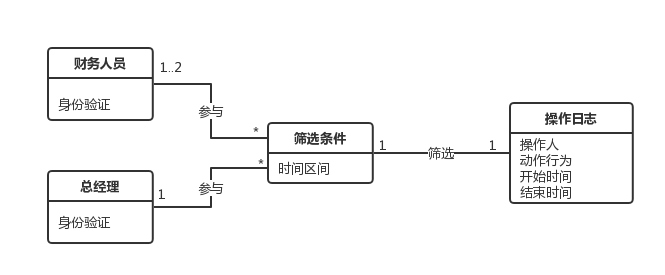 财务人员
身份验证
1..2
参与
*
总经理
身份验证
1
参与
*
筛选条件
时间区间
1
筛选
1
操作日志
操作人
动作行为
开始时间
结束时间